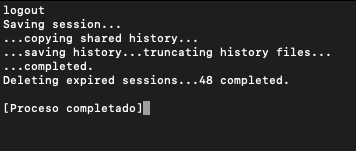 logout
Saving session...
...copying shared history...
...saving history...truncating history files...
...completed.
Deleting expired sessions...48 completed.
[Proceso completado]